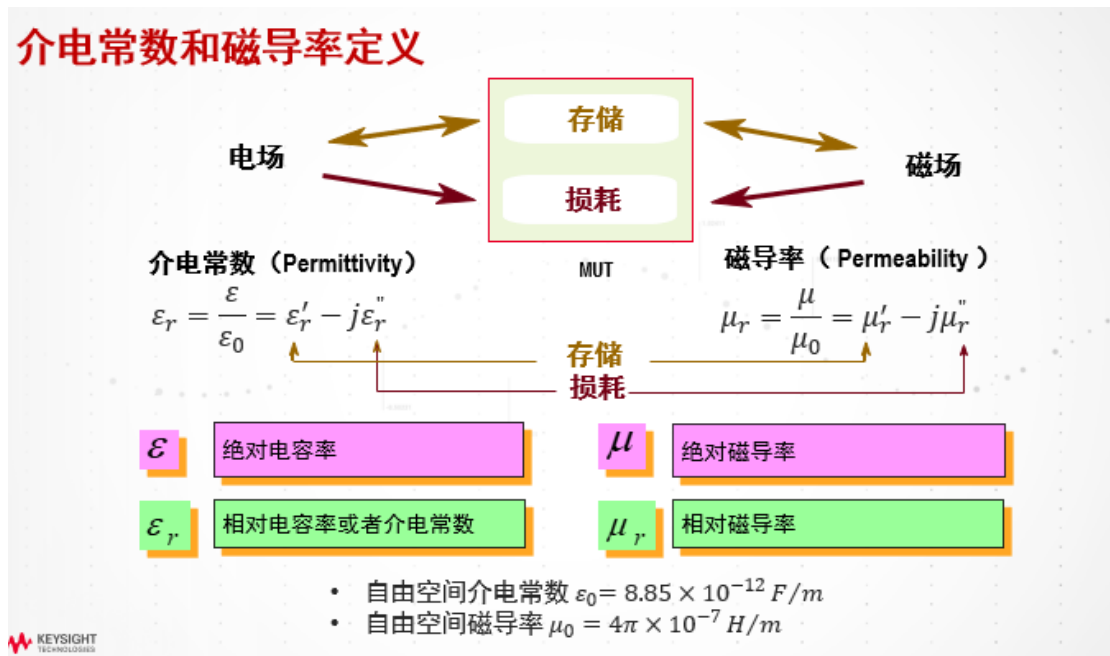 介电常数和磁导率定义
存储
电场
磁场
损耗
MUT
介电常数（Permittivity）
磁导率（ Permeability ）
εᵣ = ε/ε₀ = ε′ᵣ − jε"ᵣ
μᵣ = μ/μ₀ = μ′ᵣ − jμ"ᵣ
存储
损耗
ε 绝对电容率
μ 绝对磁导率
εᵣ 相对电容率或者介电常数
μᵣ 相对磁导率
• 自由空间介电常数 ε₀= 8.85 × 10⁻¹² F/m
• 自由空间磁导率 μ₀ = 4π × 10⁻⁷ H/m
KEYSIGHT
TECHNOLOGIES